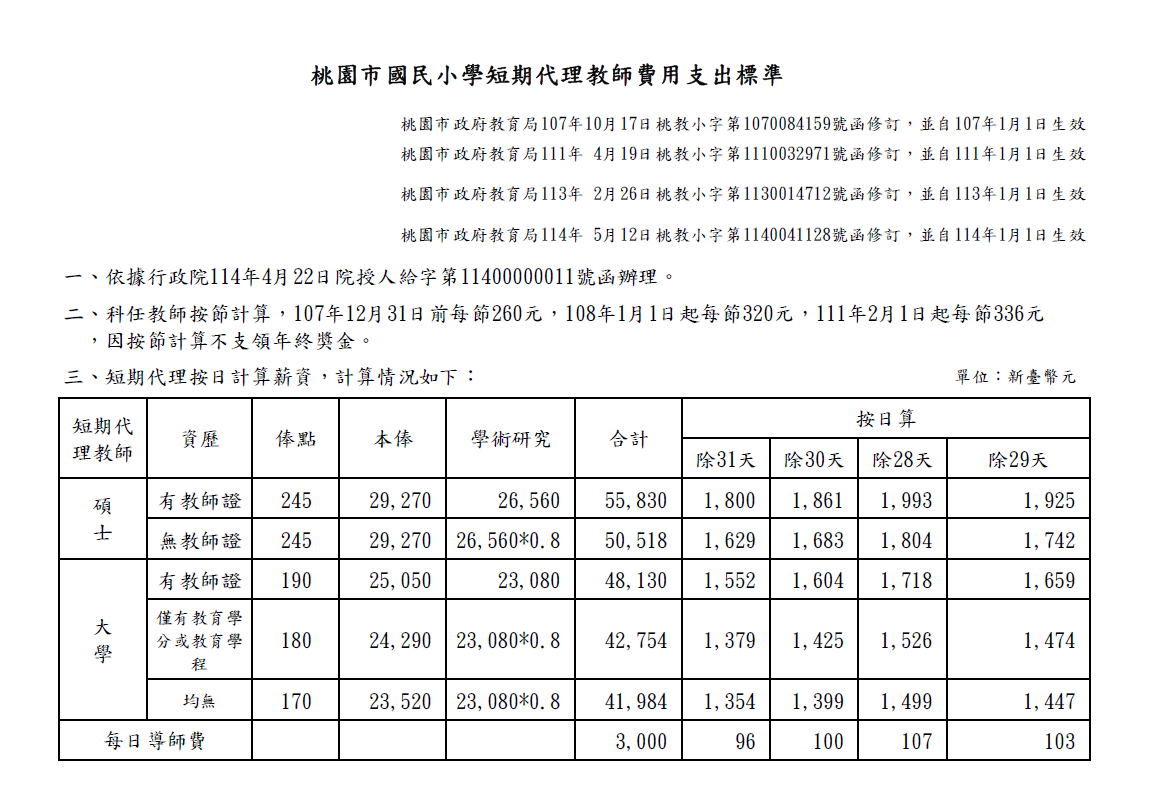 桃園市國民小學短期代理教師費用支出標準
桃園市政府教育局107年10月17日桃教小字第1070084159號函修訂，並自107年1月1日生效
桃園市政府教育局111年 4月19日桃教小字第1110032971號函修訂，並自111年1月1日生效
桃園市政府教育局113年 2月26日桃教小字第1130014712號函修訂，並自113年1月1日生效
桃園市政府教育局114年 5月12日桃教小字第1140041128號函修訂，並自114年1月1日生效
一、依據行政院114年4月22日院授人給字第11400000011號函辦理。
二、科任教師按節計算，107年12月31日前每節260元，108年1月1日起每節320元，111年2月1日起每節336元
，因按節計算不支領年終獎金。
三、短期代理按日計算薪資，計算情況如下： 單位：新臺幣元
短期代理教師 資歷 俸點 本俸 學術研究 合計 按日算
除31天 除30天 除28天 除29天
碩士 有教師證 245 29,270 26,560 55,830 1,800 1,861 1,993 1,925
無教師證 245 29,270 26,560*0.8 50,518 1,629 1,683 1,804 1,742
大學 有教師證 190 25,050 23,080 48,130 1,552 1,604 1,718 1,659
僅有教育學分或教育學程 180 24,290 23,080*0.8 42,754 1,379 1,425 1,526 1,474
均無 170 23,520 23,080*0.8 41,984 1,354 1,399 1,499 1,447
每日導師費 3,000 96 100 107 103